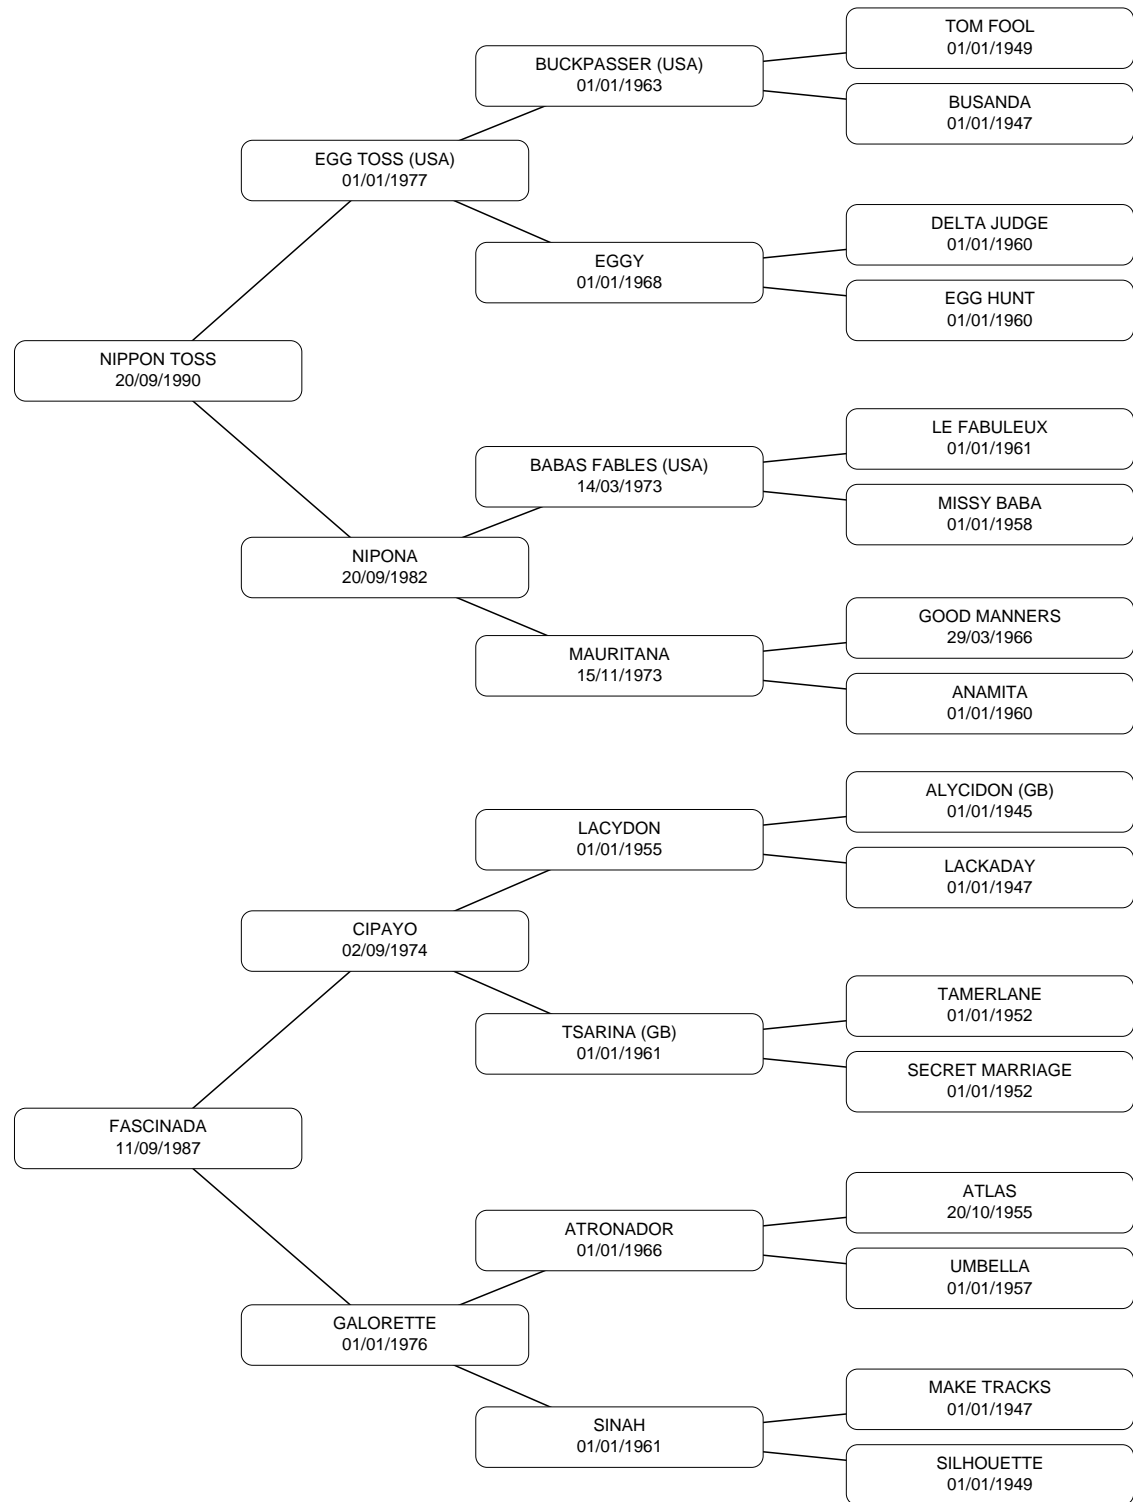 TOM FOOL
01/01/1949
BUCKPASSER (USA)
01/01/1963
BUSANDA
01/01/1947
EGG TOSS (USA)
01/01/1977
DELTA JUDGE
01/01/1960
EGGY
01/01/1968
EGG HUNT
01/01/1960
NIPPON TOSS
20/09/1990
LE FABULEUX
01/01/1961
BABAS FABLES (USA)
14/03/1973
MISSY BABA
01/01/1958
NIPONA
20/09/1982
GOOD MANNERS
29/03/1966
MAURITANA
15/11/1973
ANAMITA
01/01/1960
ALYCIDON (GB)
01/01/1945
LACYDON
01/01/1955
LACKADAY
01/01/1947
CIPAYO
02/09/1974
TAMERLANE
01/01/1952
TSARINA (GB)
01/01/1961
SECRET MARRIAGE
01/01/1952
FASCINADA
11/09/1987
ATLAS
20/10/1955
ATRONADOR
01/01/1966
UMBELLA
01/01/1957
GALORETTE
01/01/1976
MAKE TRACKS
01/01/1947
SINAH
01/01/1961
SILHOUETTE
01/01/1949